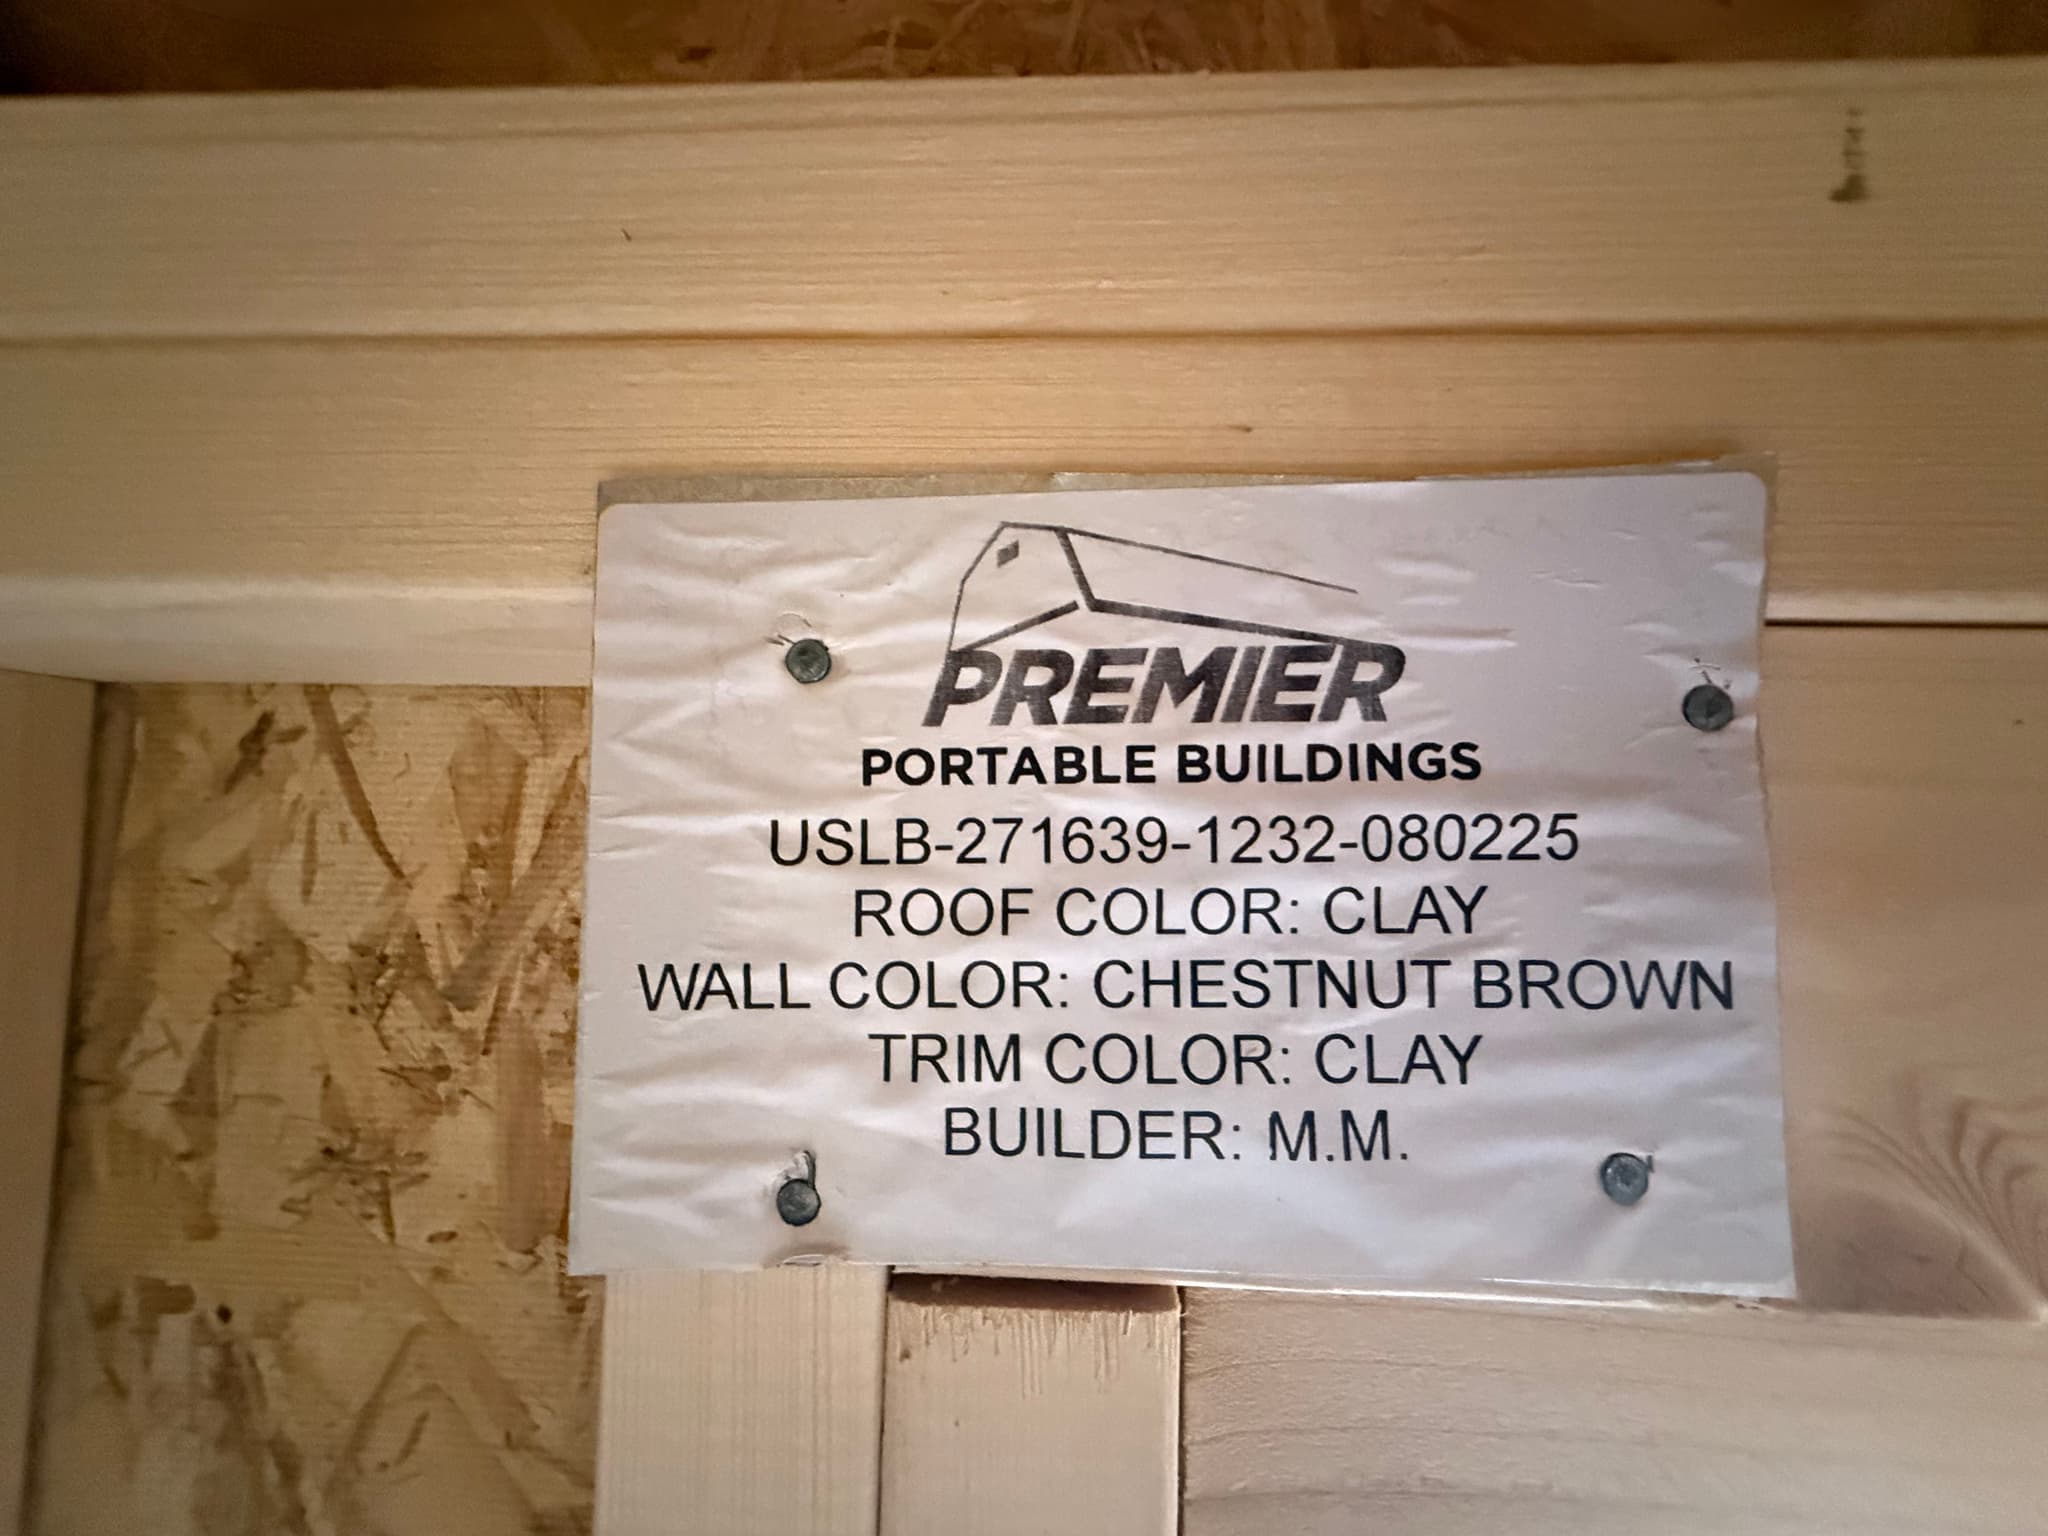 PREMIER
PORTABLE BUILDINGS
USLB-271639-1232-080225
ROOF COLOR: CLAY
WALL COLOR: CHESTNUT BROWN
TRIM COLOR: CLAY
BUILDER: M.M.